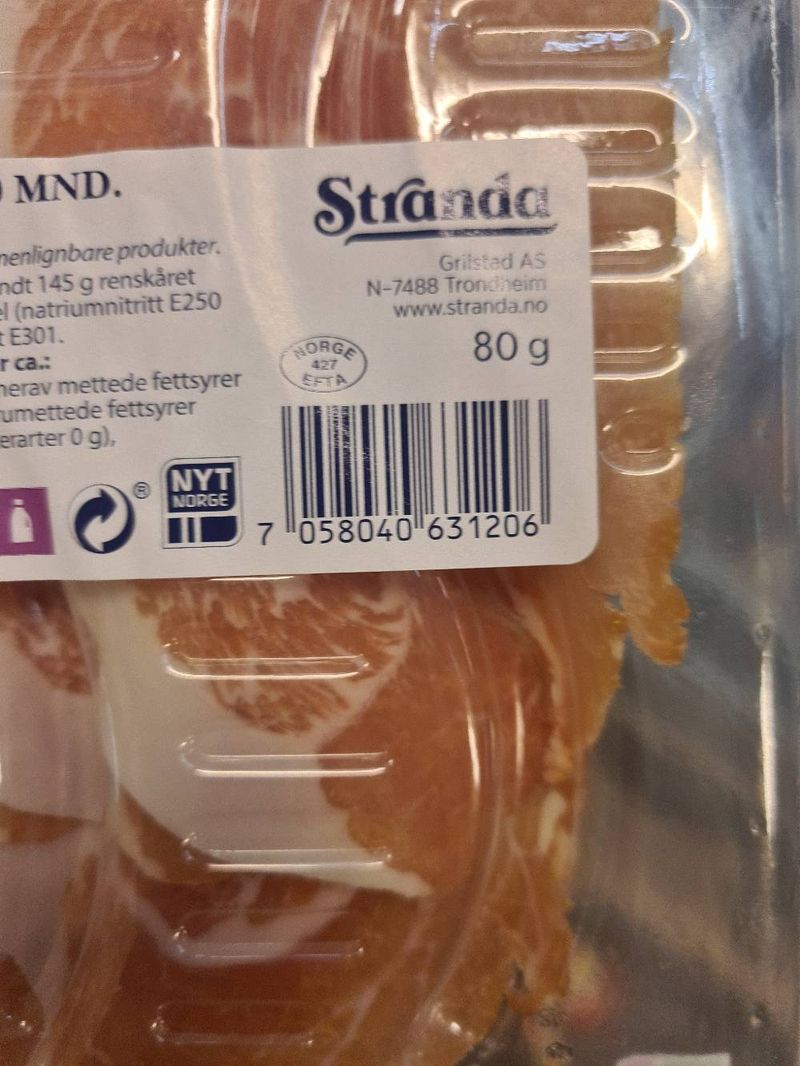 MND.
Stranda
menlignbare produkter.
ndt 145 g renskåret
el (natriumnitritt E250
t E301.
r ca.:
herav mettede fettsyrer
umettede fettsyrer
erarter 0 g),
Grilstad AS
N-7488 Trondheim
www.stranda.no
80 g
NORGE
427
EFTA
®
NYT
NORGE
7 058040 631206